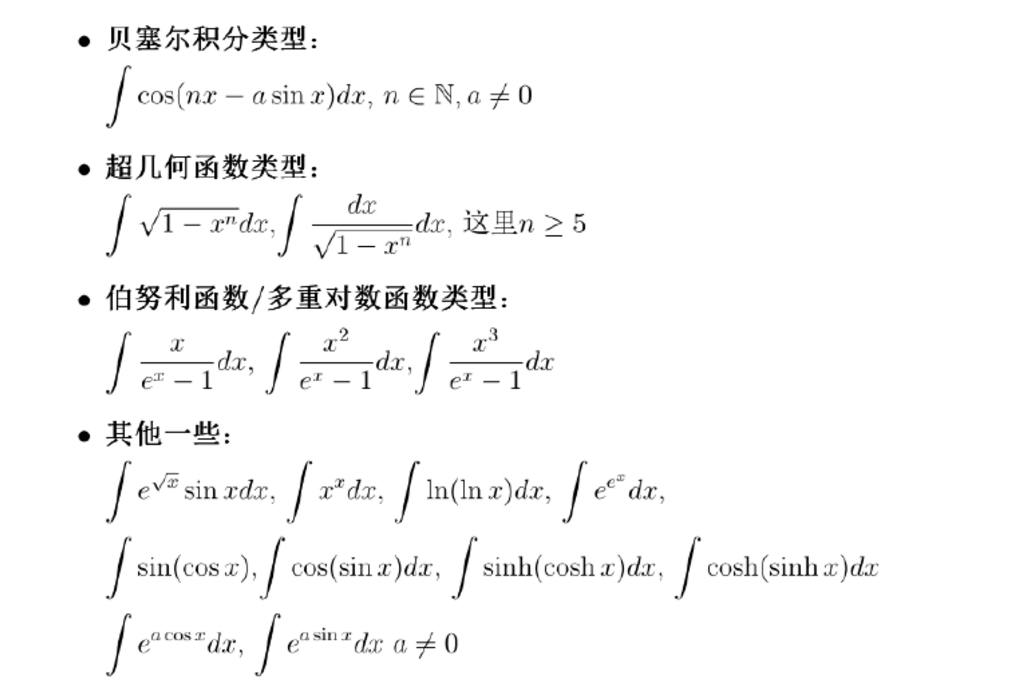 • 贝塞尔积分类型:
∫ cos(nx − a sin x)dx, n ∈ ℕ, a ≠ 0
• 超几何函数类型:
∫ √(1 − xⁿ)dx, ∫ dx/√(1 − xⁿ) dx, 这里n ≥ 5
• 伯努利函数/多重对数函数类型:
∫ x/(eˣ − 1) dx, ∫ x²/(eˣ − 1) dx, ∫ x³/(eˣ − 1) dx
• 其他一些:
∫ e^(√x) sin xdx, ∫ xˣdx, ∫ ln(ln x)dx, ∫ e^(e^x) dx,
∫ sin(cos x), ∫ cos(sin x)dx, ∫ sinh(cosh x)dx, ∫ cosh(sinh x)dx
∫ e^(a cos x)dx, ∫ e^(a sin x)dx a ≠ 0